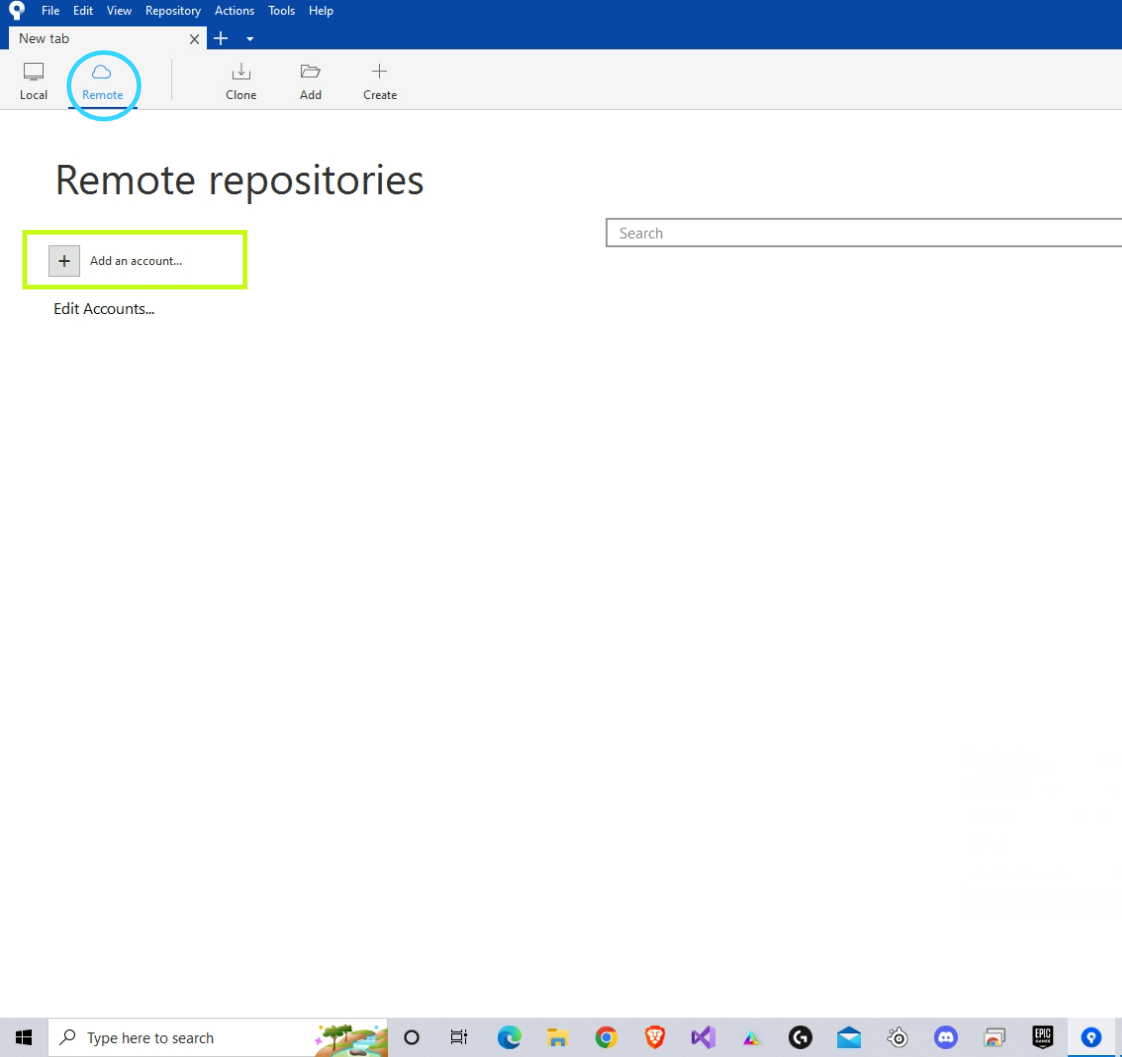 File Edit View Repository Actions Tools Help
New tab
Local Remote Clone Add Create
Remote repositories
Search
+ Add an account...
Edit Accounts...
Type here to search
EPIC
GAMES